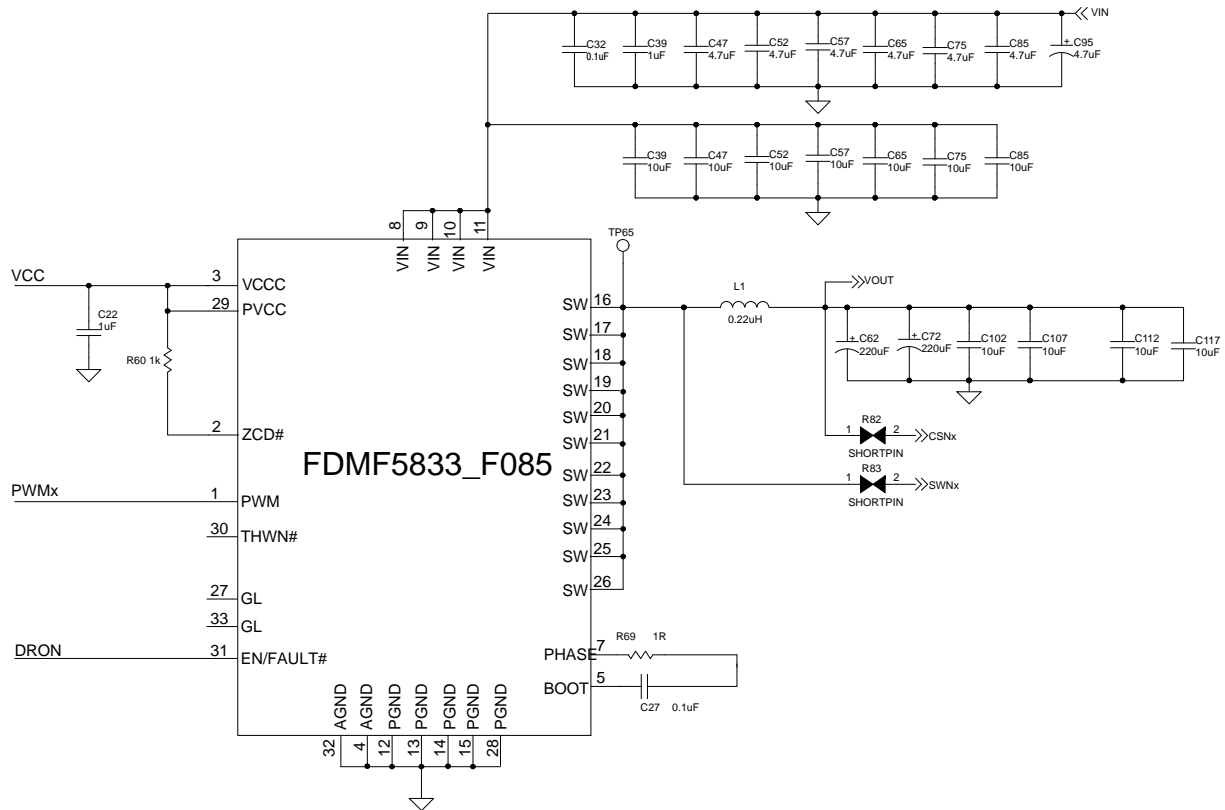 VIN
C32 C39 C47 C52 C57 C65 C75 C85 C95
0.1uF 1uF 4.7uF 4.7uF 4.7uF 4.7uF 4.7uF 4.7uF + 4.7uF
C39 C47 C52 C57 C65 C75 C85
10uF 10uF 10uF 10uF 10uF 10uF 10uF
8 9 10 11
VIN VIN VIN VIN
TP65
VCC
3 VCCC
29 PVCC
C22
1uF
R60 1k
2 ZCD#
FDMF5833_F085
PWMx
1 PWM
30 THWN#
27 GL
33 GL
DRON
31 EN/FAULT#
SW 16
SW 17
SW 18
SW 19
SW 20
SW 21
SW 22
SW 23
SW 24
SW 25
SW 26
L1
0.22uH
VOUT
+ C62 + C72 C102 C107 C112 C117
220uF 220uF 10uF 10uF 10uF 10uF
R82
1 2 CSNx
SHORTPIN
R83
1 2 SWNx
SHORTPIN
PHASE 7
R69 1R
BOOT 5
C27 0.1uF
AGND AGND PGND PGND PGND PGND PGND
32 4 12 13 14 15 28